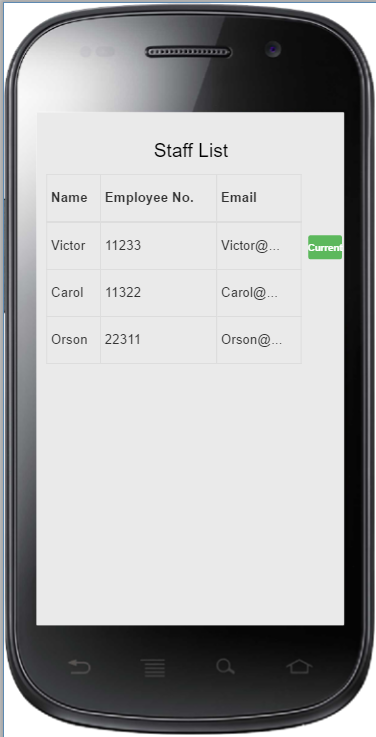 Staff List
Name Employee No. Email
Victor 11233 Victor@... Current
Carol 11322 Carol@...
Orson 22311 Orson@...